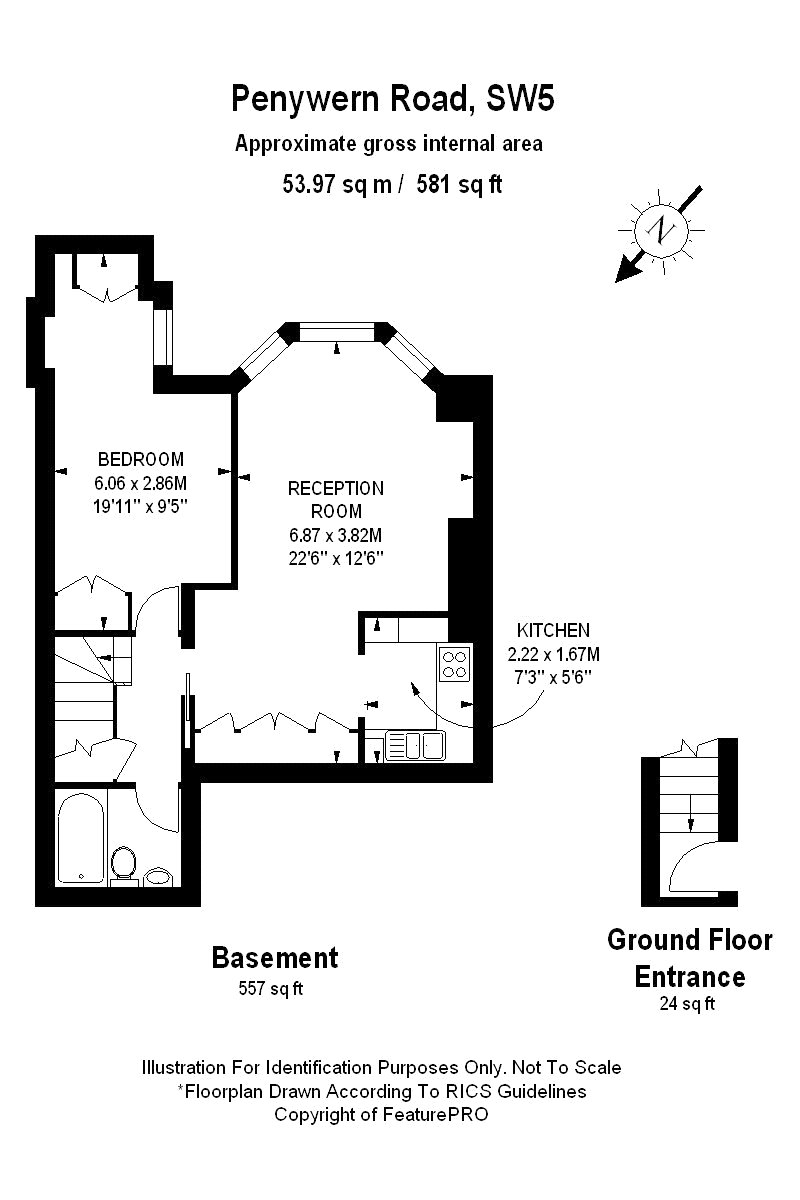 Penywern Road, SW5
Approximate gross internal area
53.97 sq m / 581 sq ft
N
BEDROOM
6.06 x 2.86M
19'11" x 9'5"
RECEPTION
ROOM
6.87 x 3.82M
22'6" x 12'6"
KITCHEN
2.22 x 1.67M
7'3" x 5'6"
Basement
557 sq ft
Ground Floor
Entrance
24 sq ft
Illustration For Identification Purposes Only. Not To Scale
*Floorplan Drawn According To RICS Guidelines
Copyright of FeaturePRO